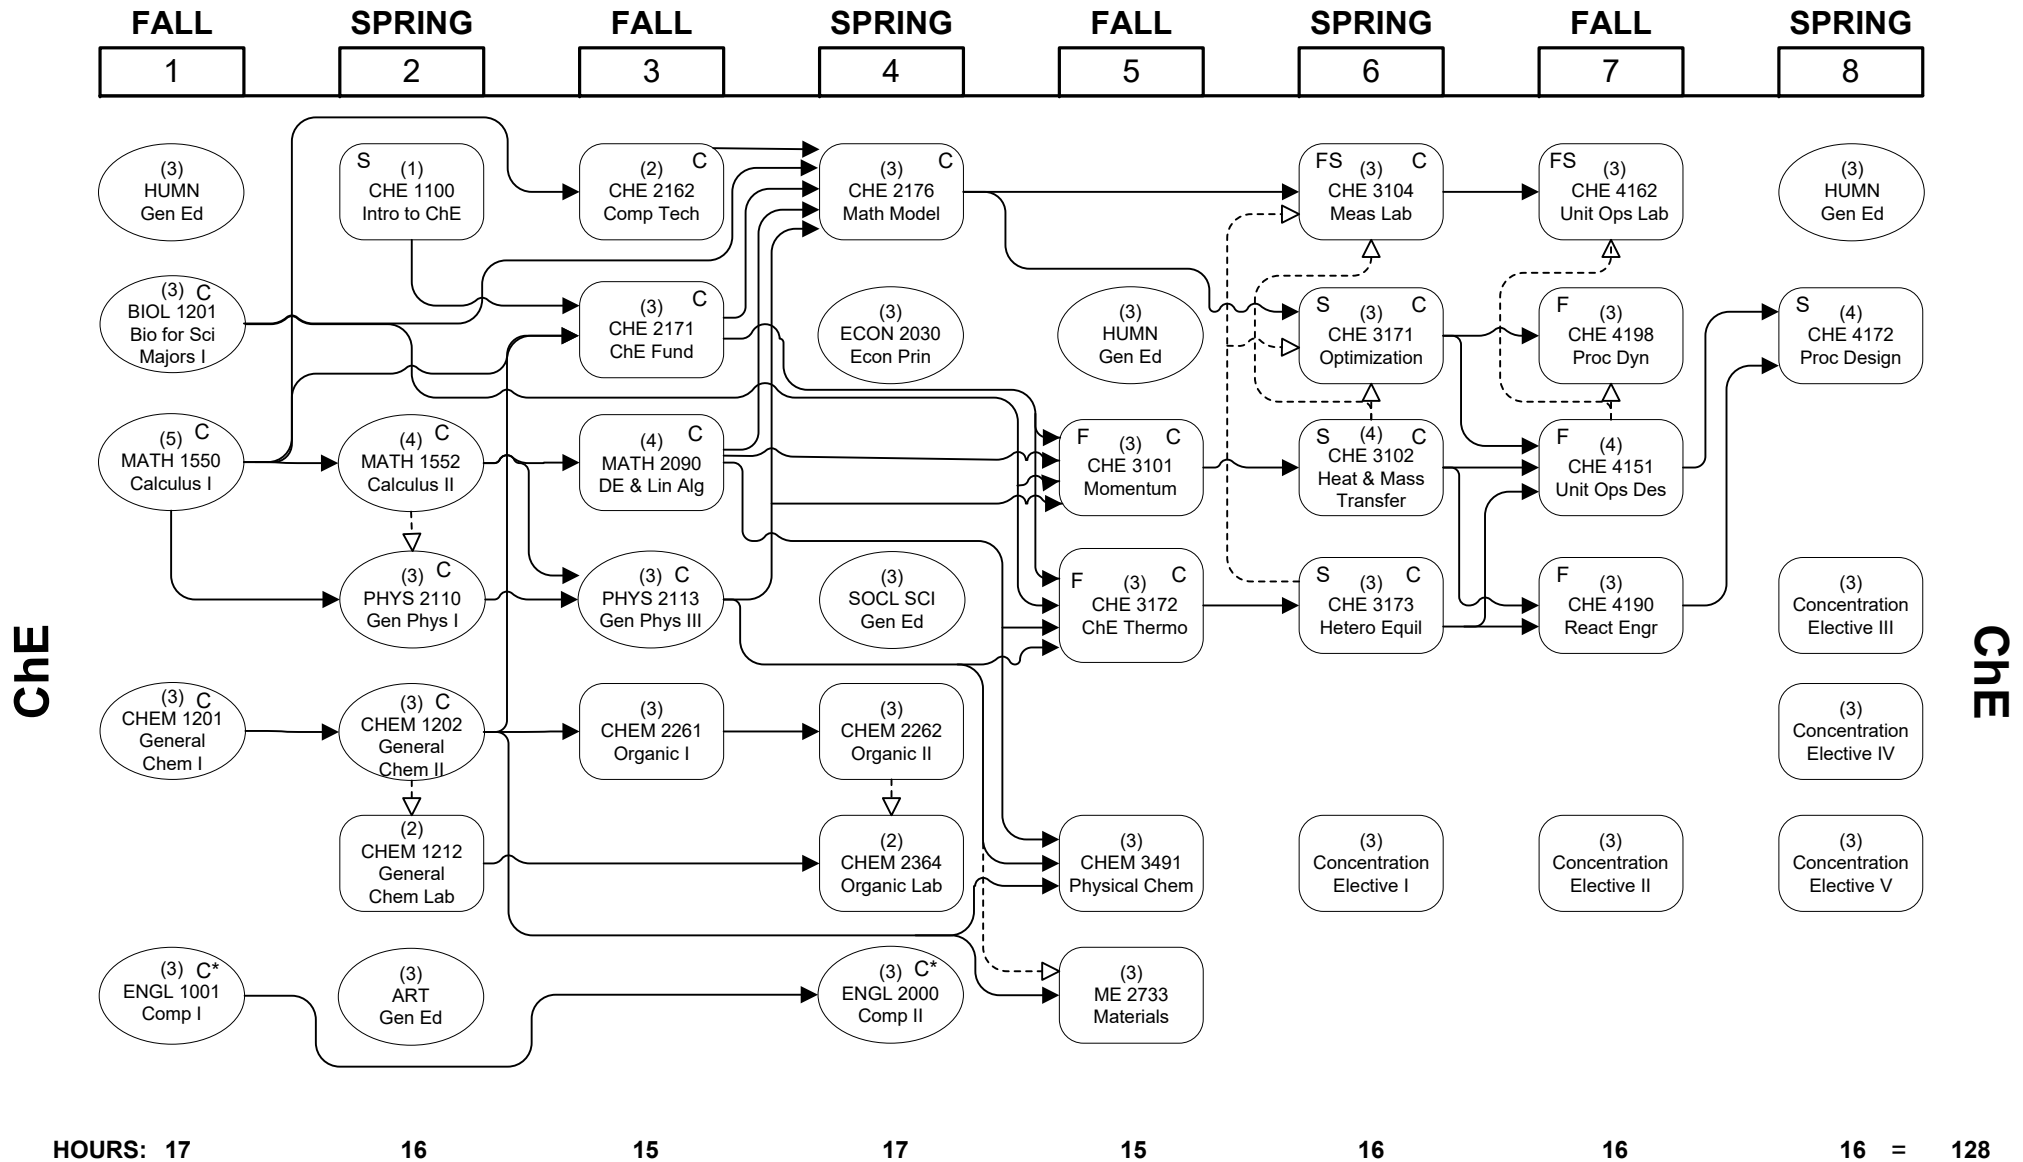 FALL SPRING FALL SPRING FALL SPRING FALL SPRING
1 2 3 4 5 6 7 8
(3)
HUMN
Gen Ed
S (1)
CHE 1100
Intro to ChE
(2) C
CHE 2162
Comp Tech
(3) C
CHE 2176
Math Model
FS (3) C
CHE 3104
Meas Lab
FS (3)
CHE 4162
Unit Ops Lab
(3)
HUMN
Gen Ed
(3) C
BIOL 1201
Bio for Sci
Majors I
(3) C
CHE 2171
ChE Fund
(3)
ECON 2030
Econ Prin
(3)
HUMN
Gen Ed
S (3) C
CHE 3171
Optimization
F (3)
CHE 4198
Proc Dyn
S (4)
CHE 4172
Proc Design
(5) C
MATH 1550
Calculus I
(4) C
MATH 1552
Calculus II
(4) C
MATH 2090
DE & Lin Alg
F (3) C
CHE 3101
Momentum
S (4) C
CHE 3102
Heat & Mass
Transfer
F (4)
CHE 4151
Unit Ops Des
(3) C
PHYS 2110
Gen Phys I
(3) C
PHYS 2113
Gen Phys III
(3)
SOCL SCI
Gen Ed
F (3) C
CHE 3172
ChE Thermo
S (3) C
CHE 3173
Hetero Equil
F (3)
CHE 4190
React Engr
(3)
Concentration
Elective III
ChE
ChE
(3) C
CHEM 1201
General
Chem I
(3) C
CHEM 1202
General
Chem II
(3)
CHEM 2261
Organic I
(3)
CHEM 2262
Organic II
(3)
Concentration
Elective IV
(2)
CHEM 1212
General
Chem Lab
(2)
CHEM 2364
Organic Lab
(3)
CHEM 3491
Physical Chem
(3)
Concentration
Elective I
(3)
Concentration
Elective II
(3)
Concentration
Elective V
(3) C*
ENGL 1001
Comp I
(3)
ART
Gen Ed
(3) C*
ENGL 2000
Comp II
(3)
ME 2733
Materials
HOURS: 17 16 15 17 15 16 16 16 = 128